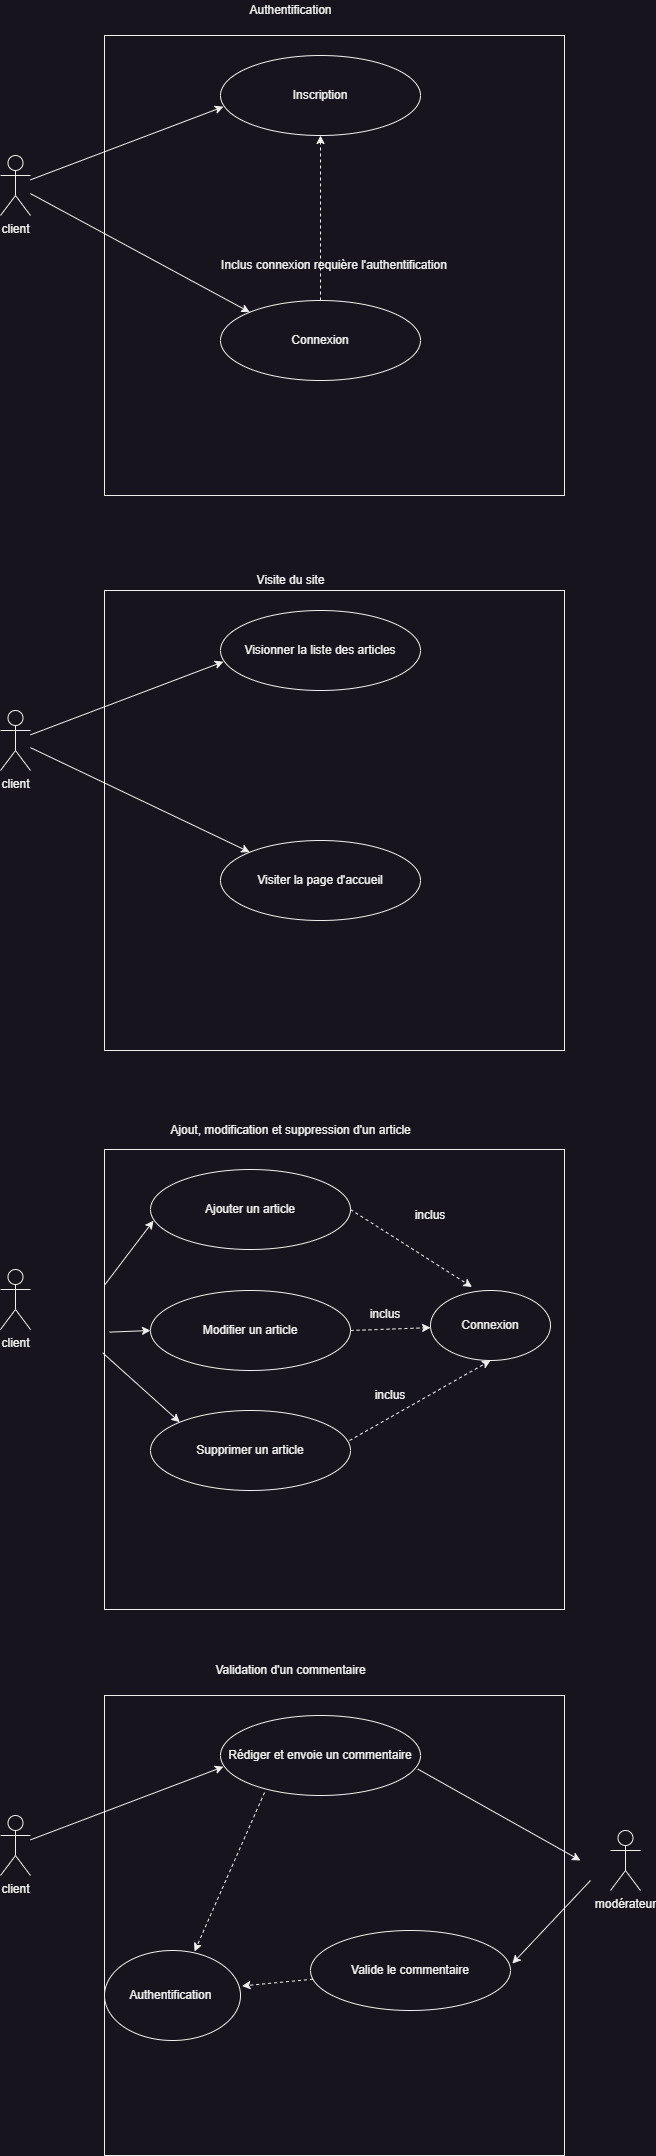 Authentification
Inscription
client
Inclus connexion requière l'authentification
Connexion
Visite du site
Visionner la liste des articles
client
Visiter la page d'accueil
Ajout, modification et suppression d'un article
Ajouter un article
inclus
client
Modifier un article
inclus
Connexion
inclus
Supprimer un article
Validation d'un commentaire
Rédiger et envoie un commentaire
client
modérateur
Valide le commentaire
Authentification